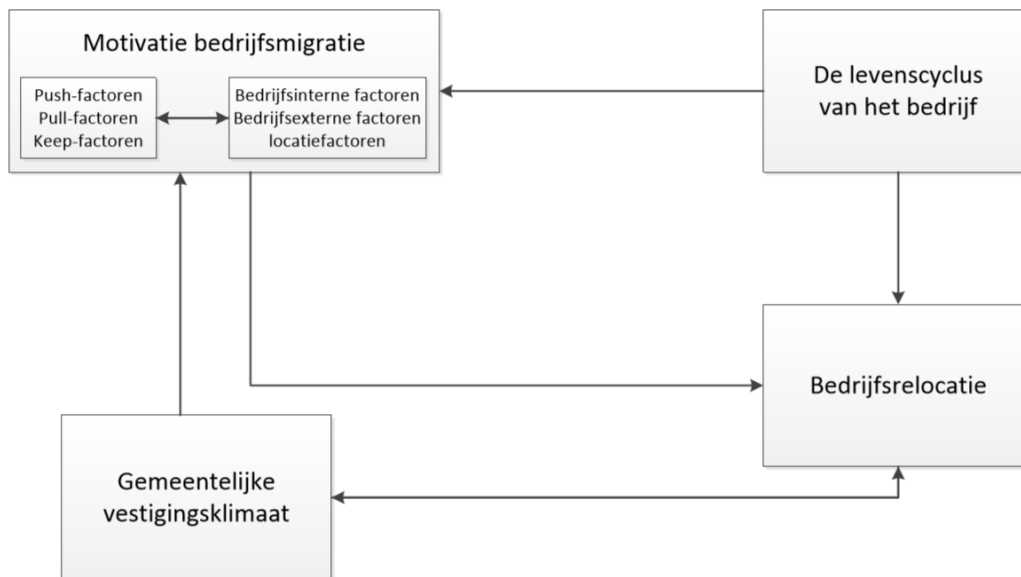 Motivatie bedrijfsmigratie
Push-factoren
Pull-factoren
Keep-factoren
Bedrijfsinterne factoren
Bedrijfsexterne factoren
locatiefactoren
De levenscyclus
van het bedrijf
Bedrijfsrelocatie
Gemeentelijke
vestigingsklimaat